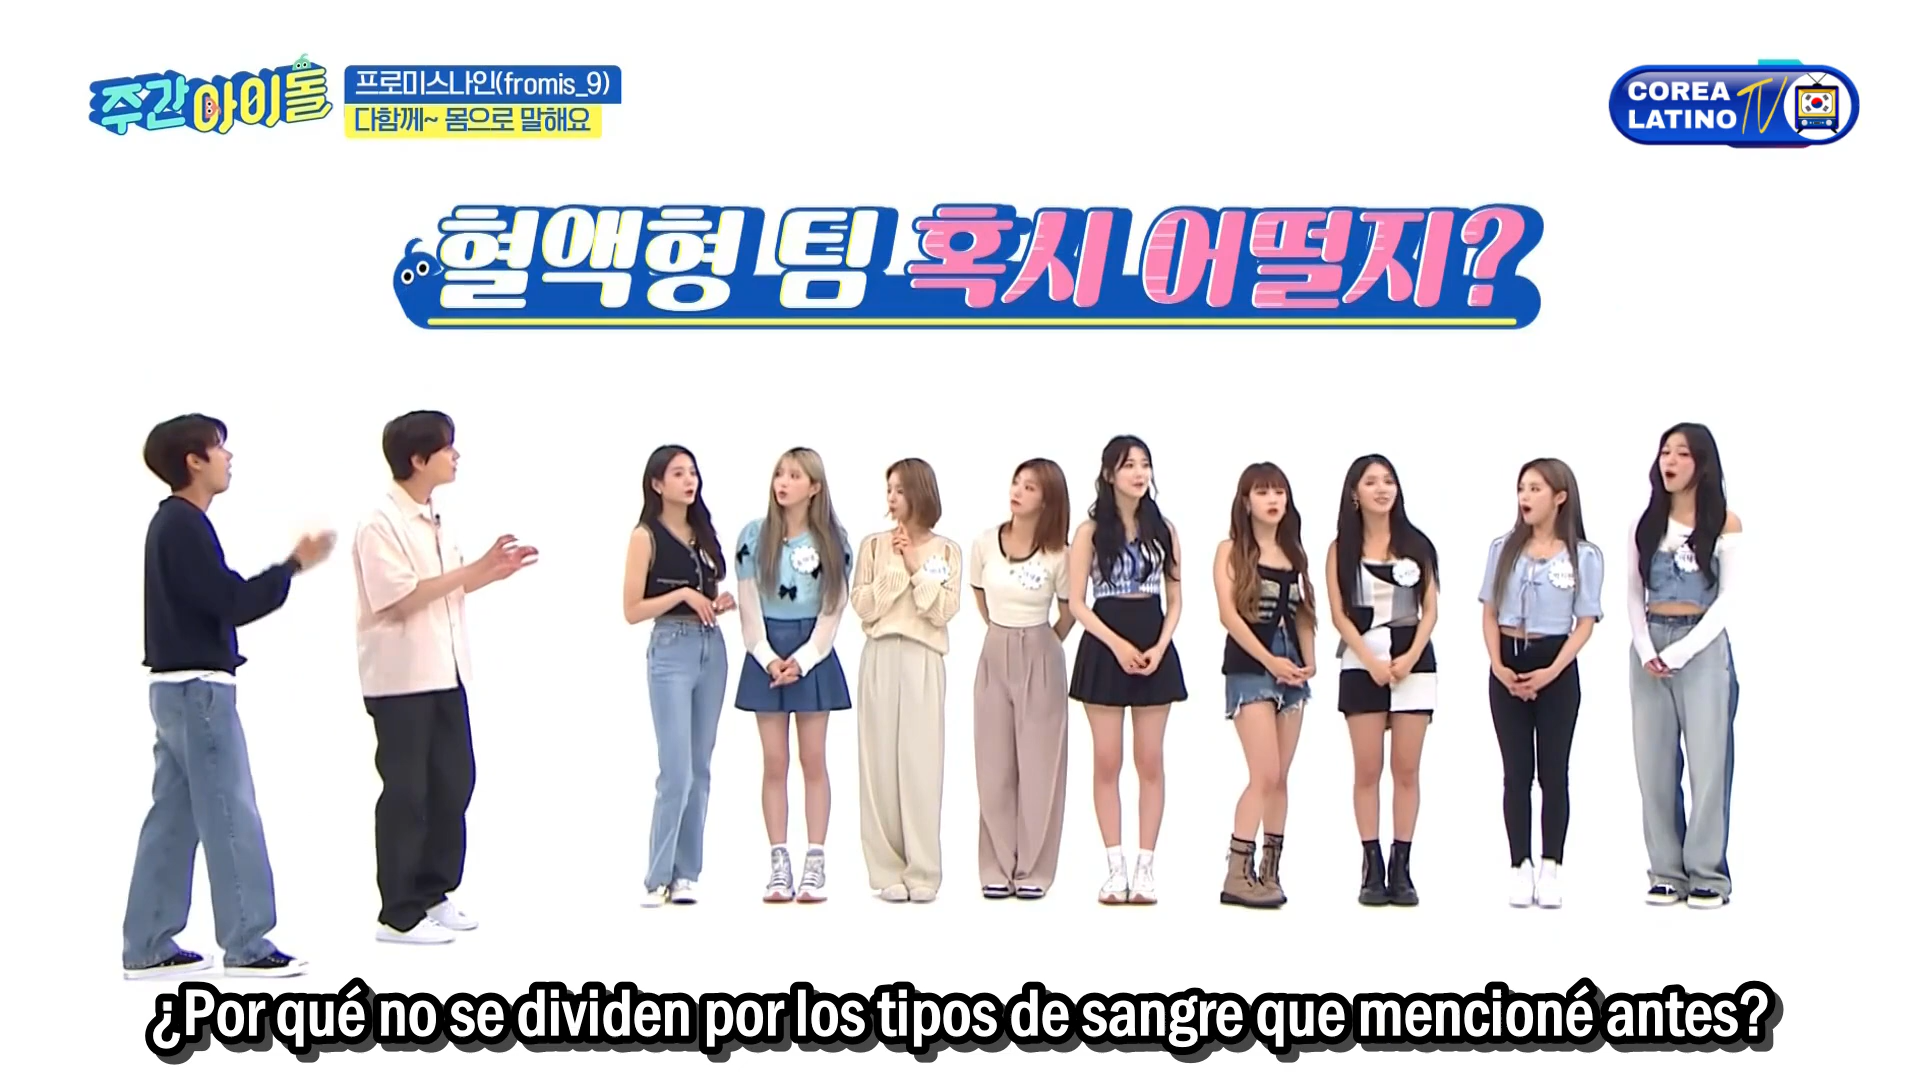 주간아이돌
프로미스나인(fromis_9)
다함께~ 몸으로 말해요
COREA
LATINO TV
혈액형 팀 혹시 어떨지?
¿Por qué no se dividen por los tipos de sangre que mencioné antes?